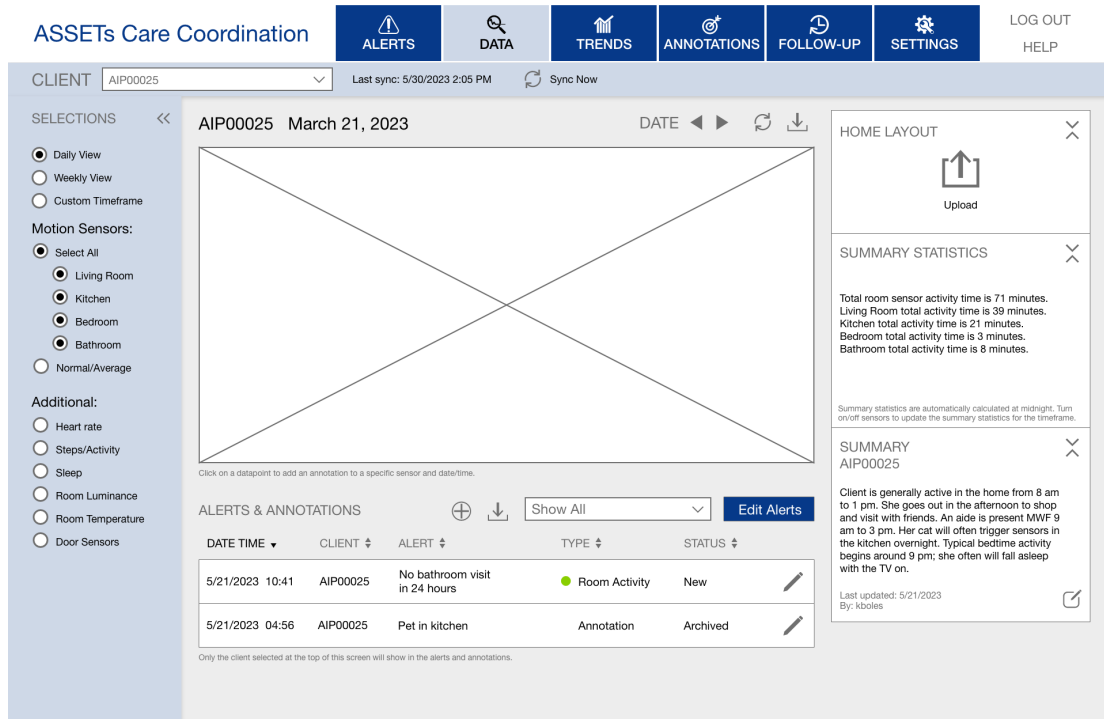 ASSETs Care Coordination
ALERTS
DATA
TRENDS
ANNOTATIONS
FOLLOW-UP
SETTINGS
LOG OUT
HELP
CLIENT
AIP00025
Last sync: 5/30/2023 2:05 PM
Sync Now
SELECTIONS
Daily View
Weekly View
Custom Timeframe
Motion Sensors:
Select All
Living Room
Kitchen
Bedroom
Bathroom
Normal/Average
Additional:
Heart rate
Steps/Activity
Sleep
Room Luminance
Room Temperature
Door Sensors
AIP00025 March 21, 2023
DATE
Click on a datapoint to add an annotation to a specific sensor and date/time.
ALERTS & ANNOTATIONS
Show All
Edit Alerts
DATE TIME CLIENT ALERT TYPE STATUS
5/21/2023 10:41 AIP00025 No bathroom visit Room Activity New
in 24 hours
5/21/2023 04:56 AIP00025 Pet in kitchen Annotation Archived
Only the client selected at the top of this screen will show in the alerts and annotations.
HOME LAYOUT
Upload
SUMMARY STATISTICS
Total room sensor activity time is 71 minutes.
Living Room total activity time is 39 minutes.
Kitchen total activity time is 21 minutes.
Bedroom total activity time is 3 minutes.
Bathroom total activity time is 8 minutes.
Summary statistics are automatically calculated at midnight. Turn
on/off sensors to update the summary statistics for the timeframe.
SUMMARY
AIP00025
Client is generally active in the home from 8 am
to 1 pm. She goes out in the afternoon to shop
and visit with friends. An aide is present MWF 9
am to 3 pm. Her cat will often trigger sensors in
the kitchen overnight. Typical bedtime activity
begins around 9 pm; she often will fall asleep
with the TV on.
Last updated: 5/21/2023
By: kboles